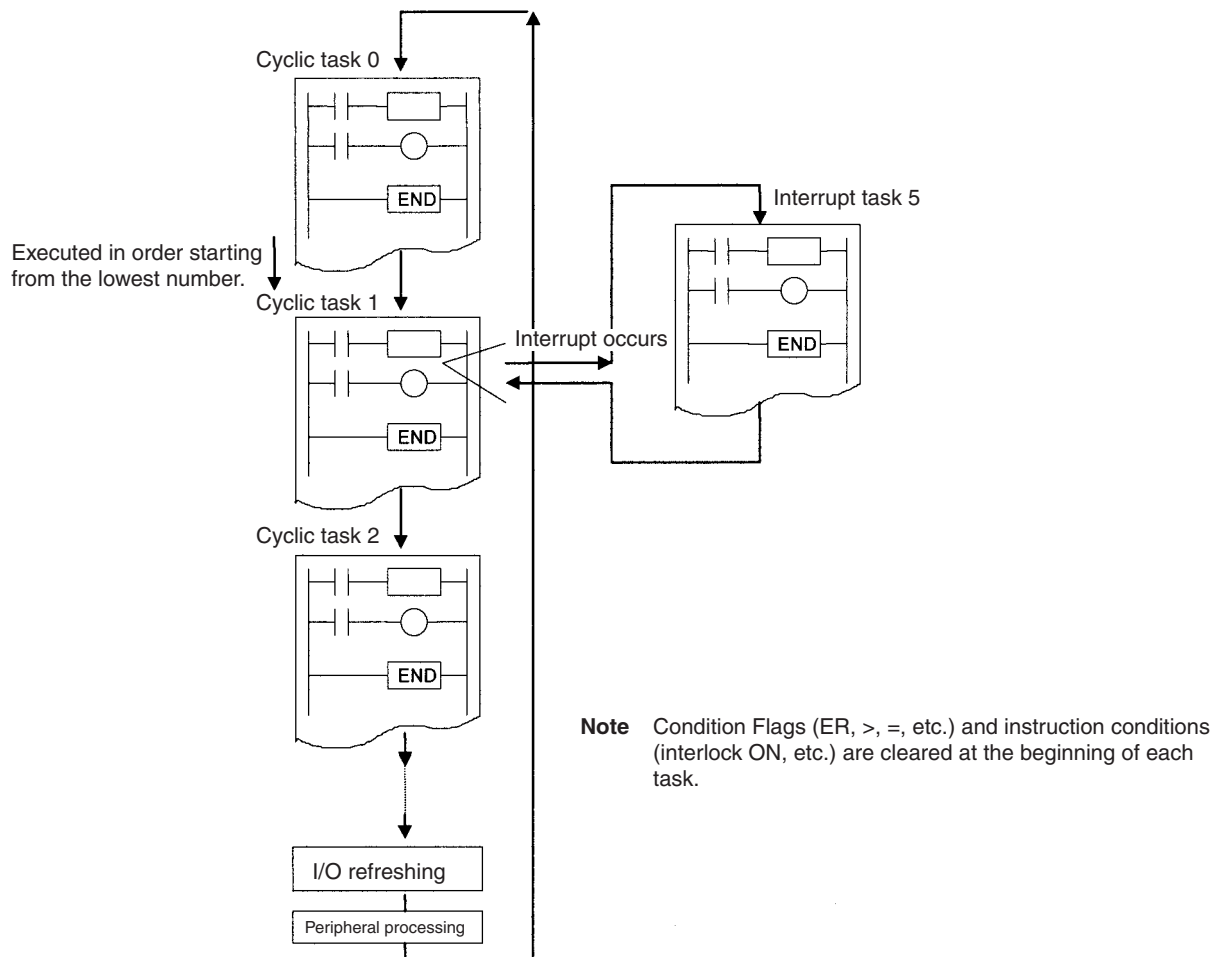 Cyclic task 0
END
Interrupt task 5
END
Executed in order starting
from the lowest number.
Cyclic task 1
Interrupt occurs
END
Cyclic task 2
END
Note Condition Flags (ER, >, =, etc.) and instruction conditions
(interlock ON, etc.) are cleared at the beginning of each
task.
I/O refreshing
Peripheral processing